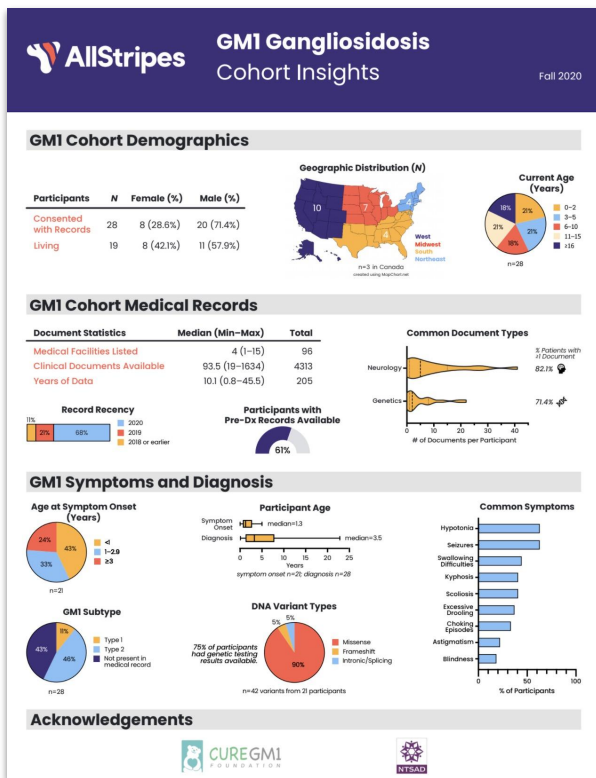 AllStripes
GM1 Gangliosidosis
Cohort Insights
Fall 2020
GM1 Cohort Demographics
Participants N Female (%) Male (%)
Consented with Records 28 8 (28.6%) 20 (71.4%)
Living 19 8 (42.1%) 11 (57.9%)
Geographic Distribution (N)
10
7
4
4
West
Midwest
South
Northeast
n=3 in Canada
created using MapChart.net
Current Age
(Years)
18%
21%
21%
21%
18%
0–2
3–5
6–10
11–15
≥16
n=28
GM1 Cohort Medical Records
Document Statistics Median (Min–Max) Total
Medical Facilities Listed 4 (1–15) 96
Clinical Documents Available 93.5 (19–1634) 4313
Years of Data 10.1 (0.8–45.5) 205
Common Document Types
% Patients with
≥1 Document
Neurology
82.1%
Genetics
71.4%
0 10 20 30 40
# of Documents per Participant
Record Recency
11%
21%
68%
2020
2019
2018 or earlier
Participants with
Pre-Dx Records Available
61%
GM1 Symptoms and Diagnosis
Age at Symptom Onset
(Years)
24%
43%
33%
<1
1-2.9
≥3
n=21
Participant Age
Symptom
Onset
median=1.3
Diagnosis
median=3.5
0 5 10 15 20 25
Years
symptom onset n=21; diagnosis n=28
Common Symptoms
Hypotonia
Seizures
Swallowing
Difficulties
Kyphosis
Scoliosis
Excessive
Drooling
Choking
Episodes
Astigmatism
Blindness
0 50 100
% of Participants
GM1 Subtype
11%
43%
46%
Type 1
Type 2
Not present in
medical record
n=28
DNA Variant Types
5%
5%
75% of participants
had genetic testing
results available.
90%
Missense
Frameshift
Intronic/Splicing
n=42 variants from 21 participants
Acknowledgements
CUREGM1
FOUNDATION
NTSAD